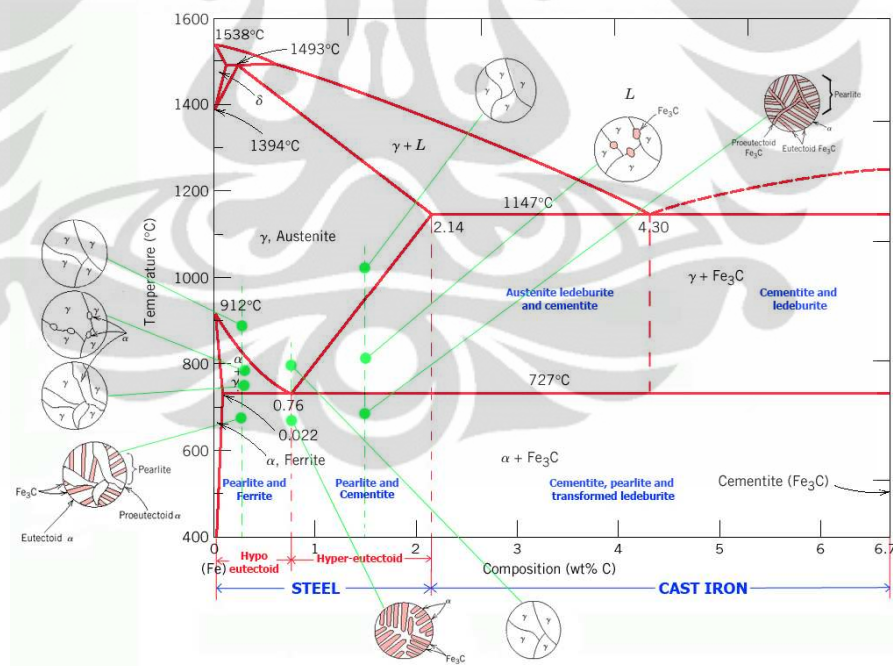 1600
1538°C
1493°C
δ
L
Fe₃C
Pearlite
α
Proeutectoid
Fe₃C
Eutectoid Fe₃C
1400
1394°C
γ + L
γ
γ
γ
γ
γ
γ
γ
1200
1147°C
2.14
4.30
γ, Austenite
γ + Fe₃C
Temperature (°C)
1000
Austenite ledeburite
and cementite
Cementite and
ledeburite
912°C
γ
γ
γ
γ
γ
γ
γ
γ
α
800
α
+
γ
727°C
γ
γ
γ
γ
0.76
0.022
α, Ferrite
600
α + Fe₃C
Cementite (Fe₃C)
Pearlite
Fe₃C
Proeutectoid α
Eutectoid α
Pearlite and
Ferrite
Pearlite and
Cementite
Cementite, pearlite and
transformed ledeburite
400
0
1
2
3
4
5
6
6.7
(Fe)
Hypo
eutectoid
Hyper-eutectoid
Composition (wt% C)
STEEL
CAST IRON
α
Fe₃C
γ
γ
γ
γ